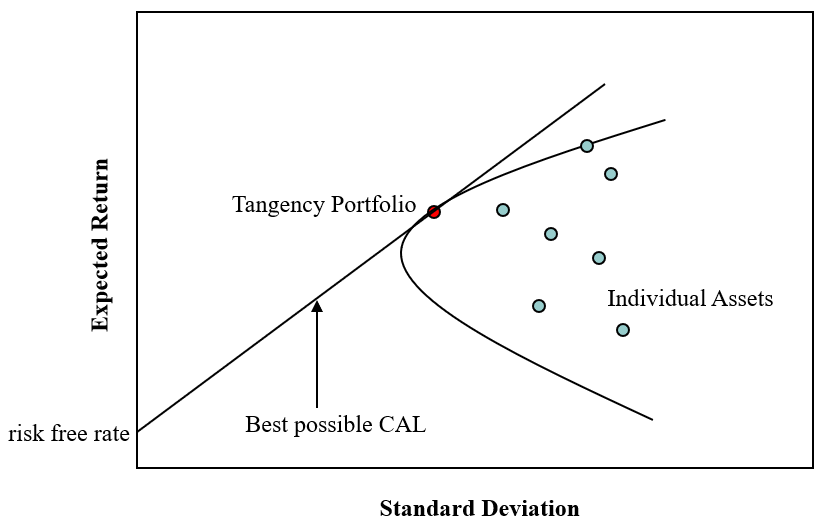 Tangency Portfolio
Expected Return
Individual Assets
Best possible CAL
risk free rate
Standard Deviation